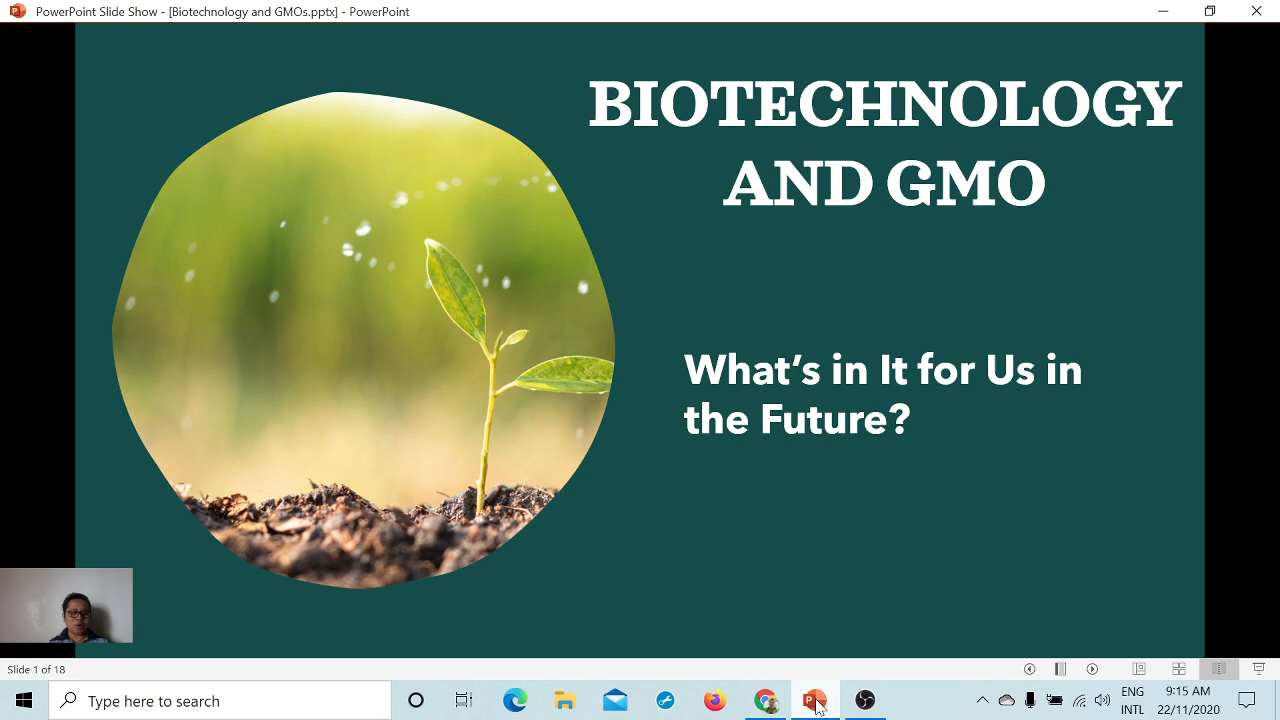 PowerPoint Slide Show - [Biotechnology and GMOs.pptx] - PowerPoint
BIOTECHNOLOGY
AND GMO
What's in It for Us in
the Future?
Slide 1 of 18
Type here to search
ENG
INTL
9:15 AM
22/11/2020